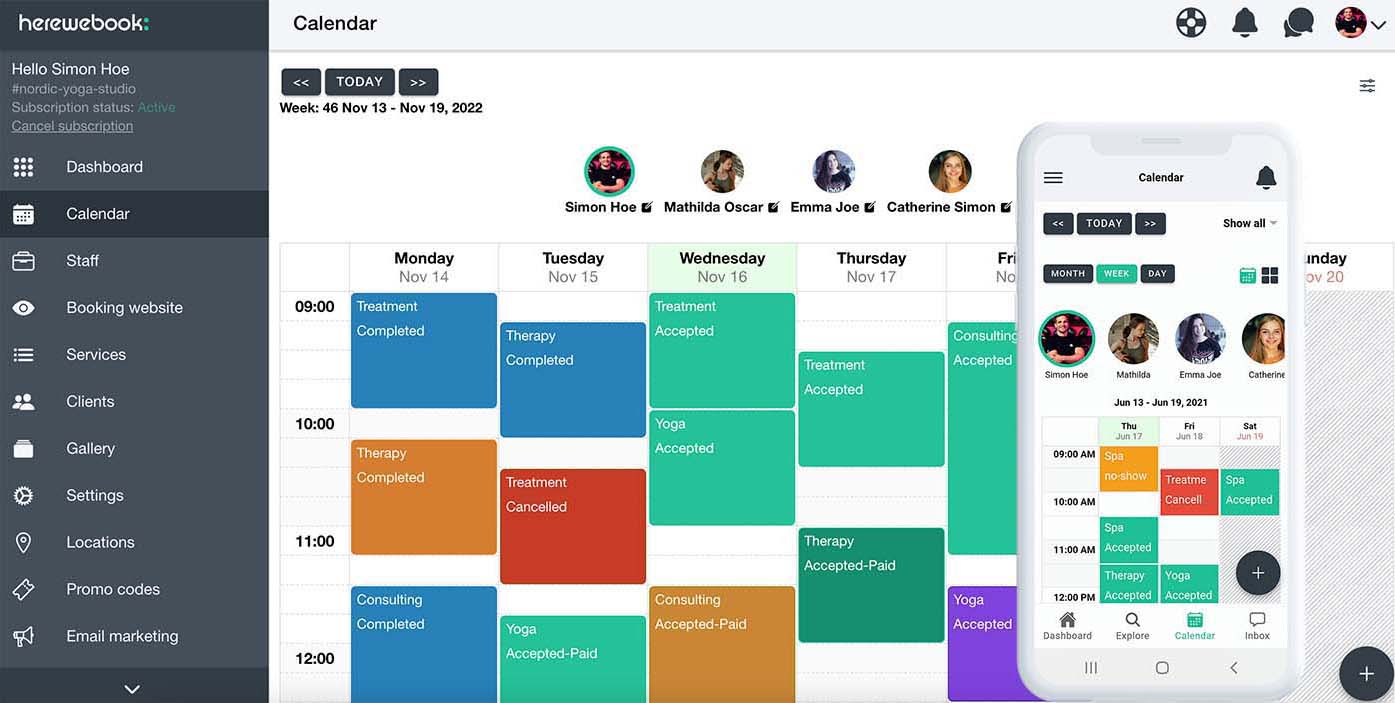 herewebook:
Calendar
Hello Simon Hoe
#nordic-yoga-studio
Subscription status: Active
Cancel subscription
Dashboard
Calendar
Staff
Booking website
Services
Clients
Gallery
Settings
Locations
Promo codes
Email marketing
<< TODAY >>
Week: 46 Nov 13 - Nov 19, 2022
Simon Hoe Mathilda Oscar Emma Joe Catherine Simon
Monday Tuesday Wednesday Thursday Fri unday
Nov 14 Nov 15 Nov 16 Nov 17 No ov 20
09:00
10:00
11:00
12:00
Treatment
Completed
Therapy
Completed
Consulting
Completed
Therapy
Completed
Treatment
Cancelled
Yoga
Accepted-Paid
Treatment
Accepted
Yoga
Accepted
Consulting
Accepted-Paid
Treatment
Accepted
Therapy
Accepted-Paid
Consulting
Accepted
Yoga
Accepted
Calendar
<< TODAY >> Show all
MONTH WEEK DAY
Simon Hoe Mathilda Emma Joe Catherine
Jun 13 - Jun 19, 2021
Thu Fri Sat
Jun 17 Jun 18 Jun 19
09:00 AM
10:00 AM
11:00 AM
12:00 PM
Spa
no-show
Spa
Accepted
Therapy
Accepted
Treatme
Cancell
Yoga
Accepted
Spa
Accepted
+
Dashboard Explore Calendar Inbox
+